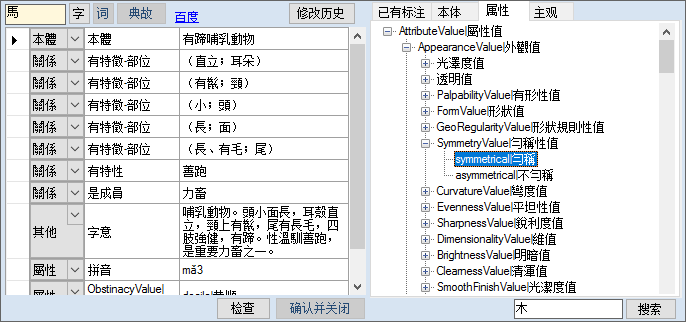 馬 字 词 典故 百度 修改历史
本體 本體 有蹄哺乳動物
關係 有特徵-部位 （直立；耳朵）
關係 有特徵-部位 （有鬃；頸）
關係 有特徵-部位 （小；頭）
關係 有特徵-部位 （長；面）
關係 有特徵-部位 （長、有毛；尾）
關係 有特性 善跑
關係 是成員 力畜
其他 字意 哺乳動物。頭小面長，耳殼直
立，頸上有鬃，尾有長毛，四
肢強健，有蹄。性溫馴善跑，
是重要力畜之一。
屬性 拼音 mǎ3
屬性 ObstinacyValue|
检查 确认并关闭
已有标注 本体 属性 主观
AttributeValue|屬性值
AppearanceValue|外觀值
光澤度值
透明值
PalpabilityValue|有形性值
FormValue|形狀值
GeoRegularityValue|形狀規則性值
SymmetryValue|勻稱性值
symmetrical|勻稱
asymmetrical|不勻稱
CurvatureValue|彎度值
EvennessValue|平坦性值
SharpnessValue|銳利度值
DimensionalityValue|維值
BrightnessValue|明暗值
ClearnessValue|清渾值
SmoothFinishValue|光潔度值
木 搜索